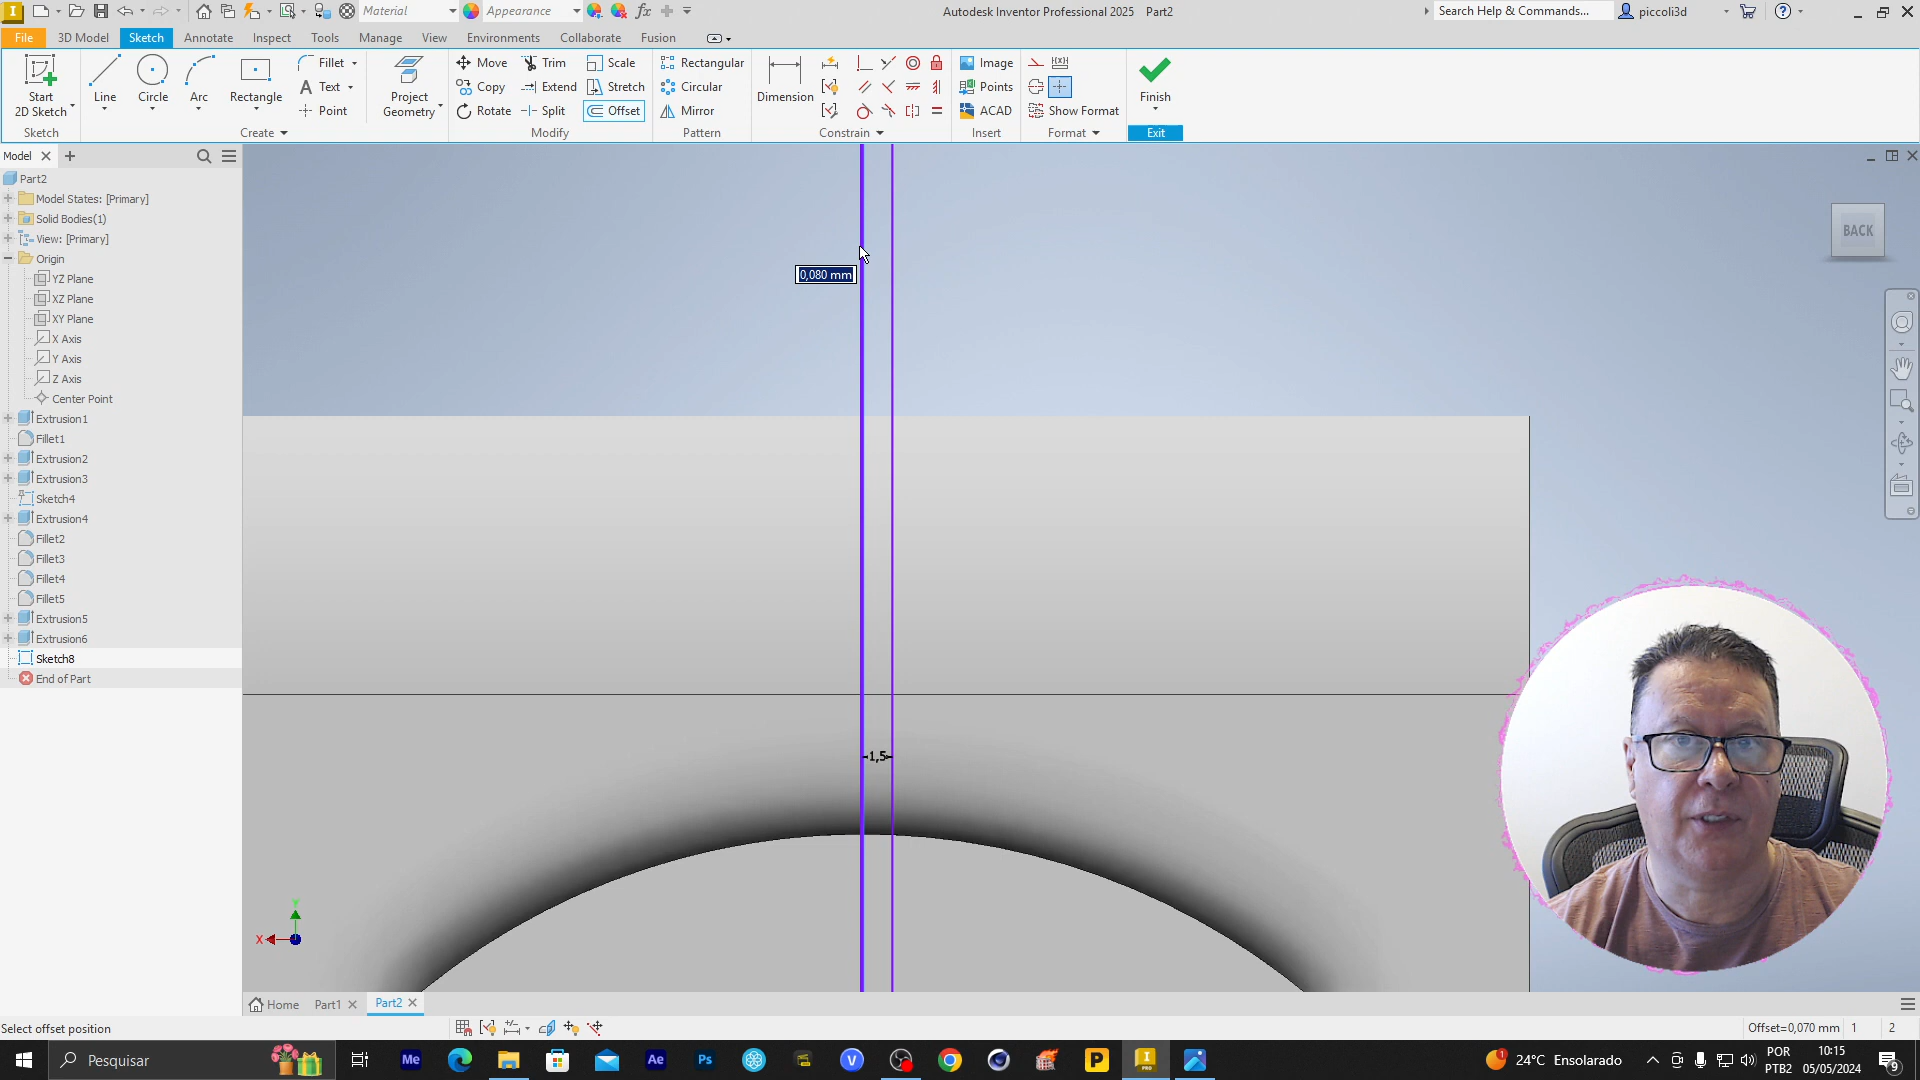 Material
Appearance
Autodesk Inventor Professional 2025 Part2
Search Help & Commands...
piccoli3d
File 3D Model Sketch Annotate Inspect Tools Manage View Environments Collaborate Fusion
Start 2D Sketch
Line
Circle
Arc
Rectangle
Fillet
Text
Point
Project Geometry
Move
Copy
Rotate
Trim
Extend
Split
Scale
Stretch
Offset
Rectangular
Circular
Mirror
Dimension
Image
Points
ACAD
Show Format
Finish
Sketch
Create
Modify
Pattern
Constrain
Insert
Format
Exit
Model
Part2
Model States: [Primary]
Solid Bodies(1)
View: [Primary]
Origin
YZ Plane
XZ Plane
XY Plane
X Axis
Y Axis
Z Axis
Center Point
Extrusion1
Fillet1
Extrusion2
Extrusion3
Sketch4
Extrusion4
Fillet2
Fillet3
Fillet4
Fillet5
Extrusion5
Extrusion6
Sketch8
End of Part
0,080 mm
BACK
1,5
Y
X
Home Part1 Part2
Select offset position
Offset=0,070 mm 1 2
Pesquisar
Me
Ae
Ps
V
P
I
PRO
24°C Ensolarado
POR
PTB2
10:15
05/05/2024
9